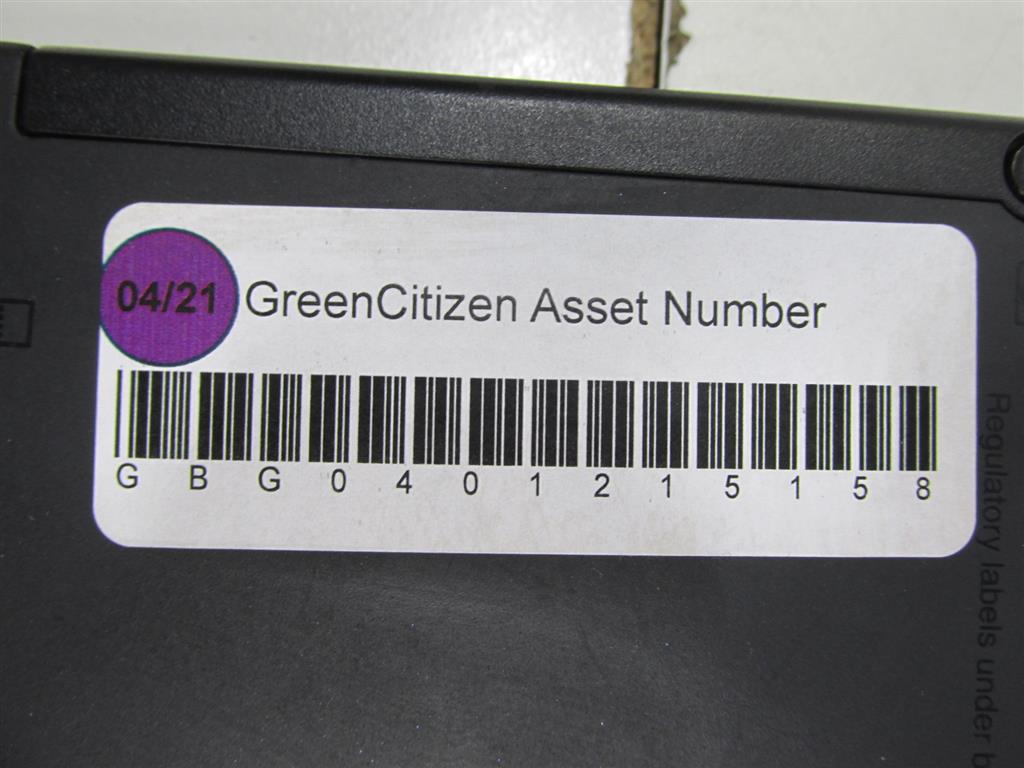 04/21
GreenCitizen Asset Number
G B G 0 4 0 1 2 1 5 1 5 8
Regulatory labels under